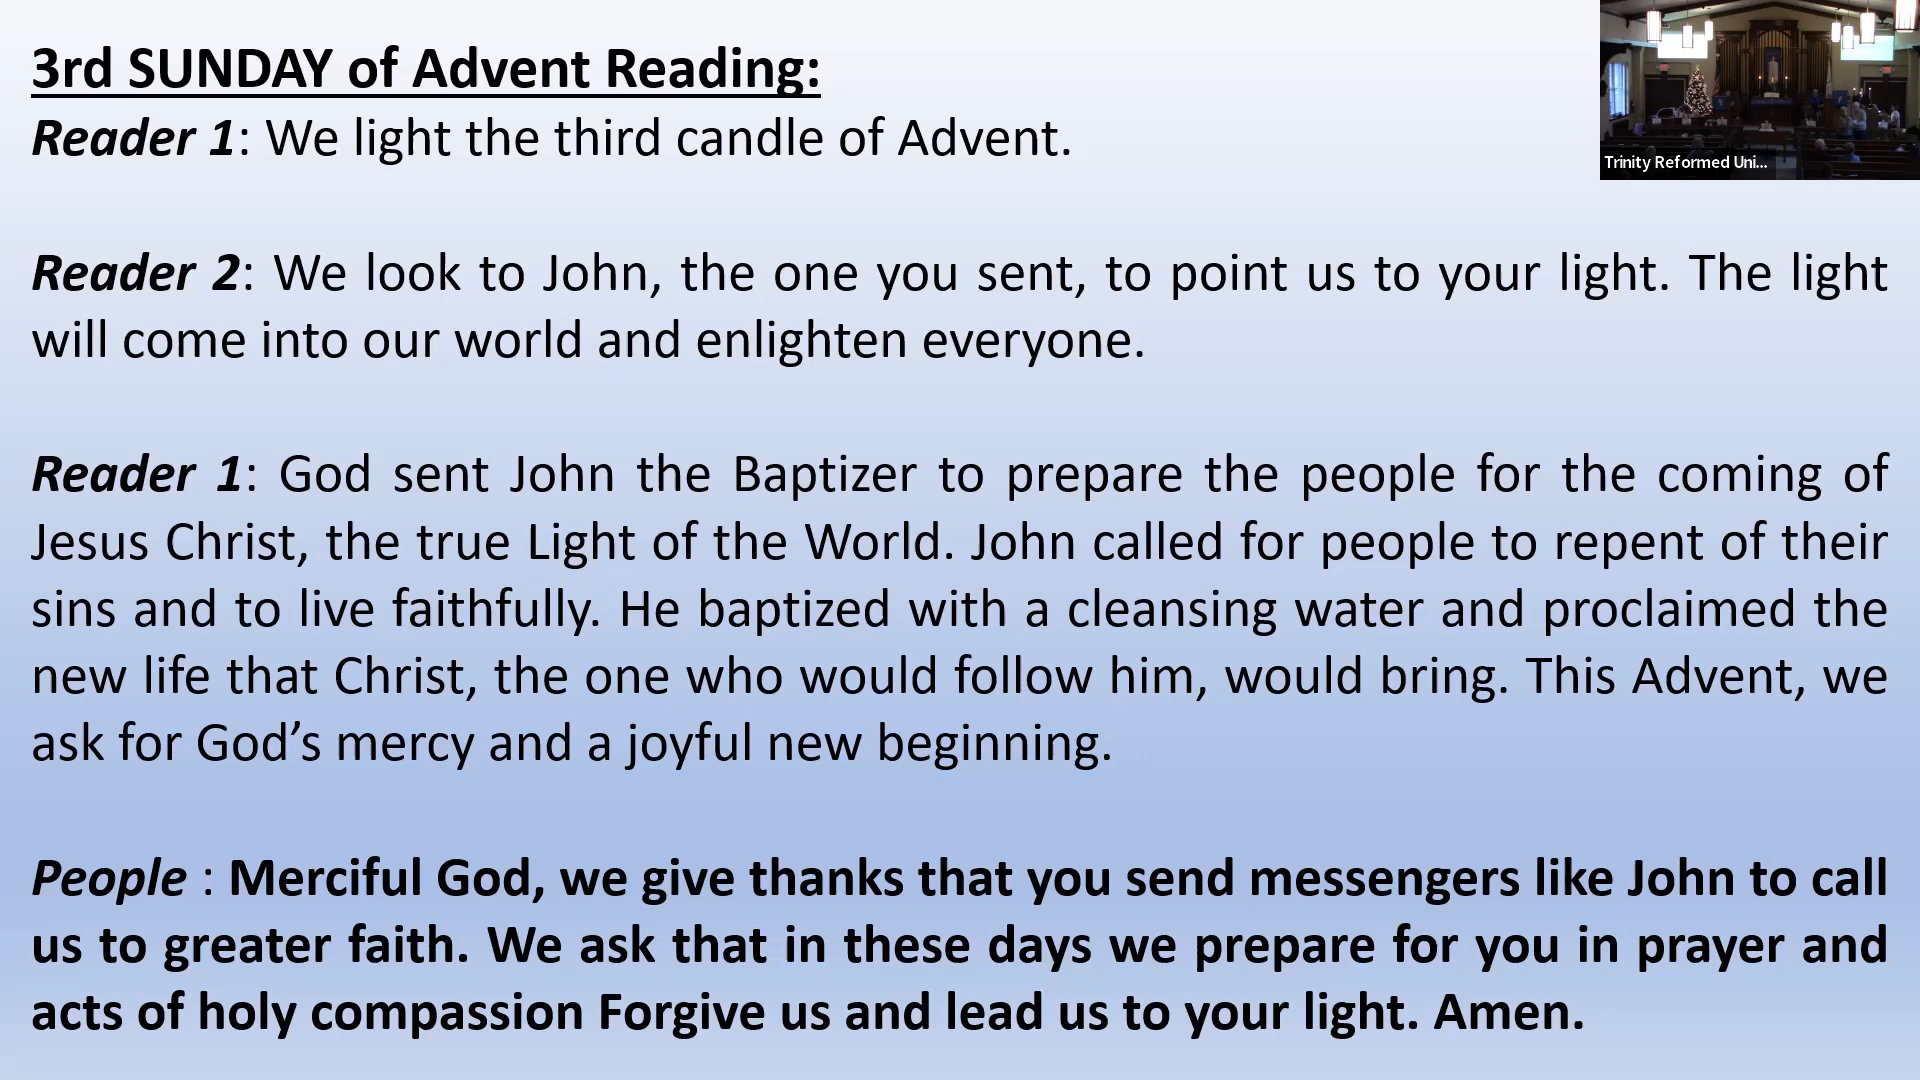 3rd SUNDAY of Advent Reading:
Reader 1: We light the third candle of Advent.
Reader 2: We look to John, the one you sent, to point us to your light. The light
will come into our world and enlighten everyone.
Reader 1: God sent John the Baptizer to prepare the people for the coming of
Jesus Christ, the true Light of the World. John called for people to repent of their
sins and to live faithfully. He baptized with a cleansing water and proclaimed the
new life that Christ, the one who would follow him, would bring. This Advent, we
ask for God’s mercy and a joyful new beginning.
People : Merciful God, we give thanks that you send messengers like John to call
us to greater faith. We ask that in these days we prepare for you in prayer and
acts of holy compassion Forgive us and lead us to your light. Amen.
Trinity Reformed Uni...